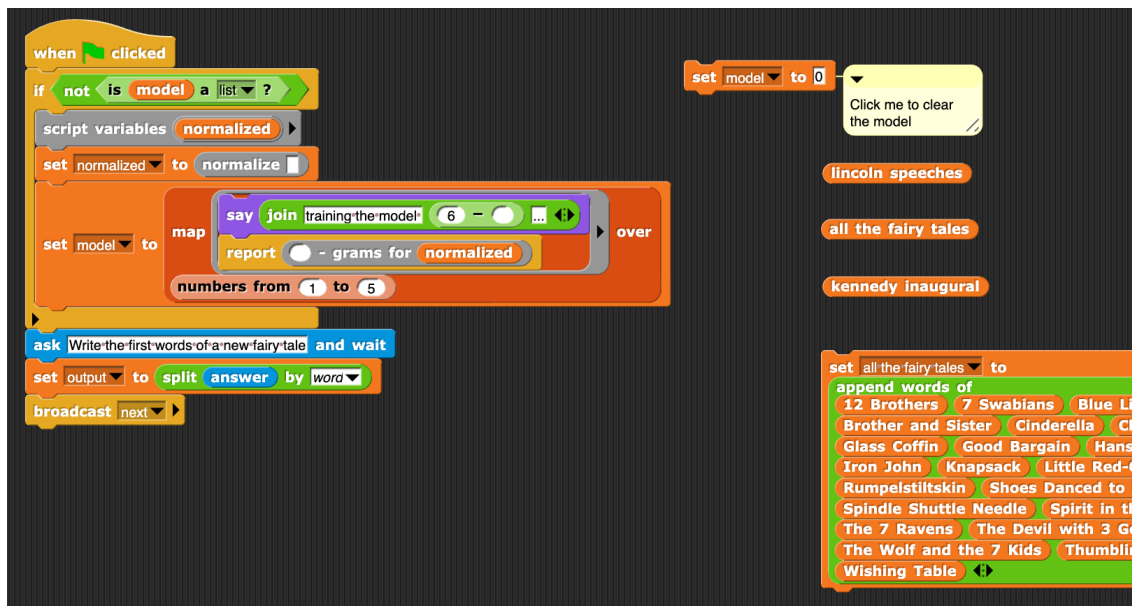 when clicked
if not is model a list ?
script variables normalized
set normalized to normalize
set model to map say join training the model 6 − ... over
report - grams for normalized
numbers from 1 to 5
ask Write the first words of a new fairy tale and wait
set output to split answer by word
broadcast next
set model to 0
Click me to clear
the model
lincoln speeches
all the fairy tales
kennedy inaugural
set all the fairy tales to
append words of
12 Brothers 7 Swabians Blue
Brother and Sister Cinderella
Glass Coffin Good Bargain Hans
Iron John Knapsack Little Red-
Rumpelstiltskin Shoes Danced to
Spindle Shuttle Needle Spirit in
The 7 Ravens The Devil with 3
The Wolf and the 7 Kids
Wishing Table